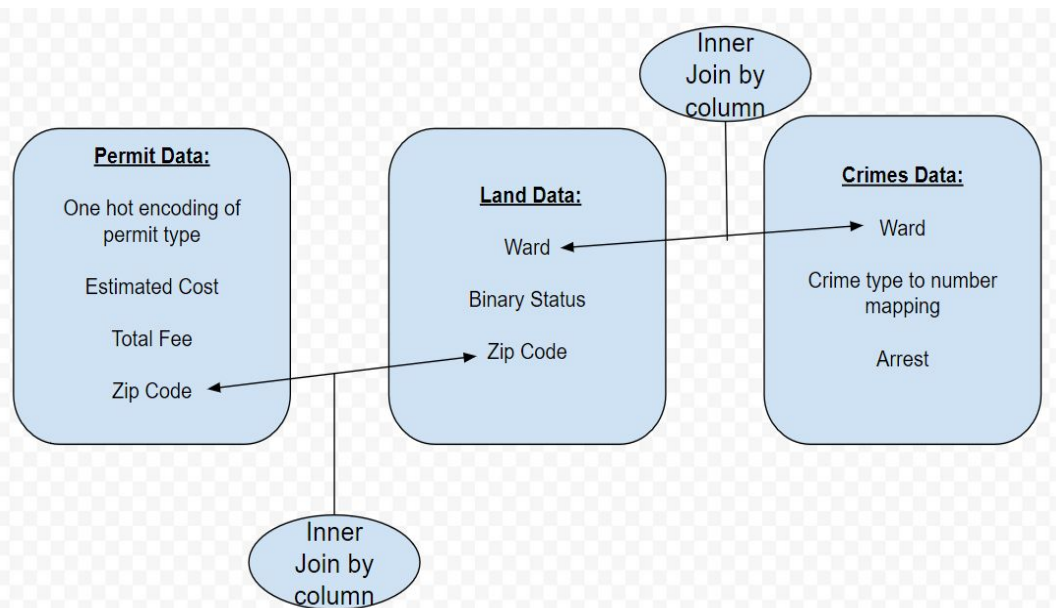 Inner
Join by
column
Permit Data:
One hot encoding of
permit type
Estimated Cost
Total Fee
Zip Code
Land Data:
Ward
Binary Status
Zip Code
Crimes Data:
Ward
Crime type to number
mapping
Arrest
Inner
Join by
column